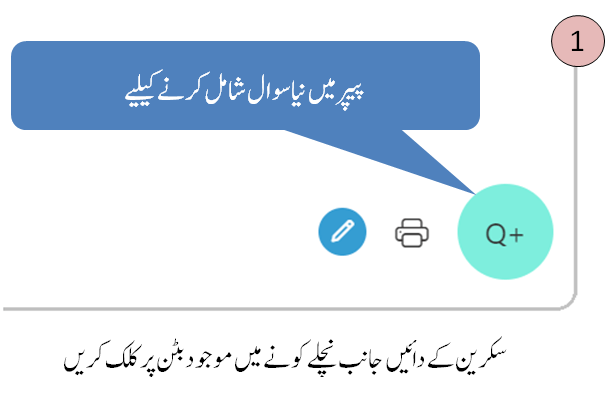 1
پیپر میں نیا سوال شامل کرنے کیلیے
Q+
سکرین کے دائیں جانب نچلے کونے میں موجود بٹن پر کلک کریں